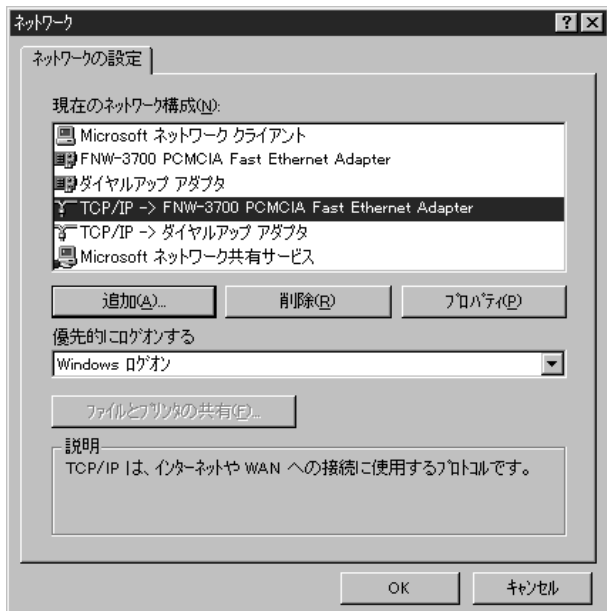 ネットワーク
ネットワークの設定
現在のネットワーク構成(N):
Microsoft ネットワーク クライアント
FNW-3700 PCMCIA Fast Ethernet Adapter
ダイヤルアップ アダプタ
TCP/IP -> FNW-3700 PCMCIA Fast Ethernet Adapter
TCP/IP -> ダイヤルアップ アダプタ
Microsoft ネットワーク共有サービス
追加(A)... 削除(R) プロパティ(P)
優先的にログオンする
Windows ログオン
ファイルとプリンタの共有(F)...
説明
TCP/IP は、インターネットや WAN への接続に使用するプロトコルです。
OK キャンセル